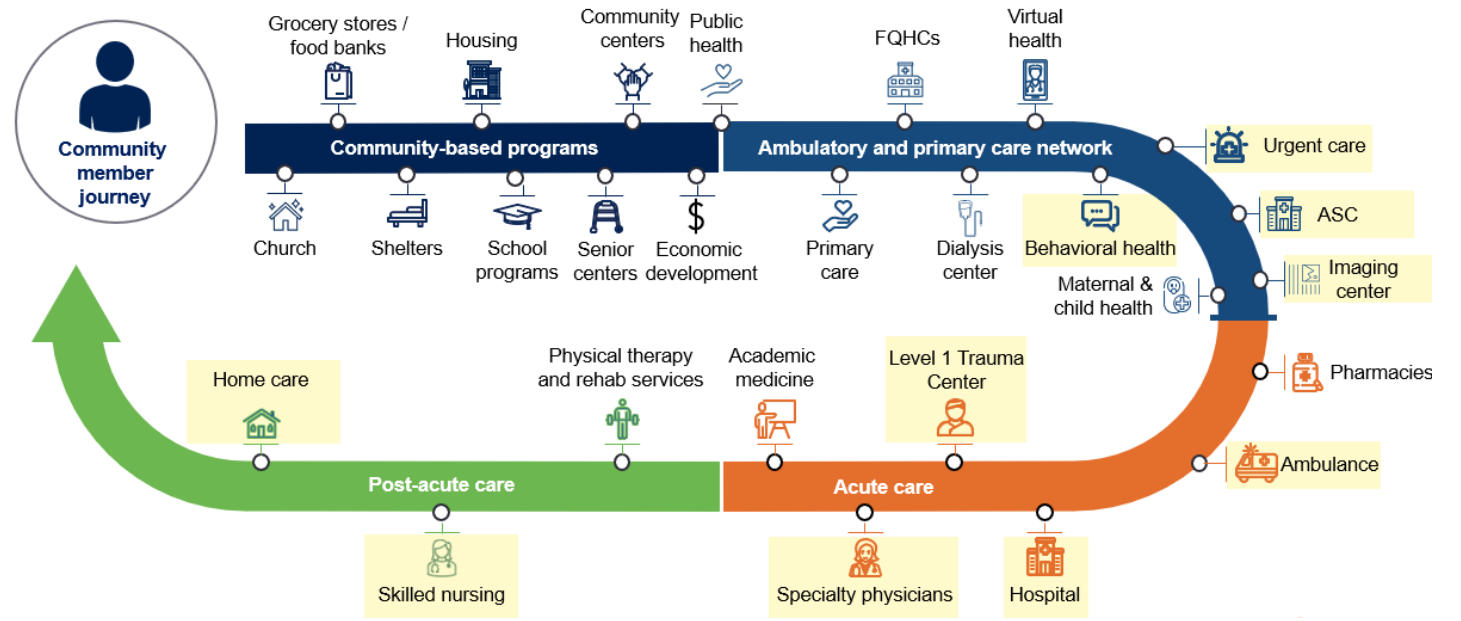 Community
member
journey
Grocery stores /
food banks
Housing
Community
centers
Public
health
FQHCs
Virtual
health
Community-based programs
Ambulatory and primary care network
Church
Shelters
School
programs
Senior
centers
$
Economic
development
Primary
care
Dialysis
center
Behavioral health
Maternal &
child health
Urgent care
ASC
Imaging
center
Pharmacies
Ambulance
Home care
Physical therapy
and rehab services
Academic
medicine
Level 1 Trauma
Center
Post-acute care
Acute care
Skilled nursing
Specialty physicians
Hospital